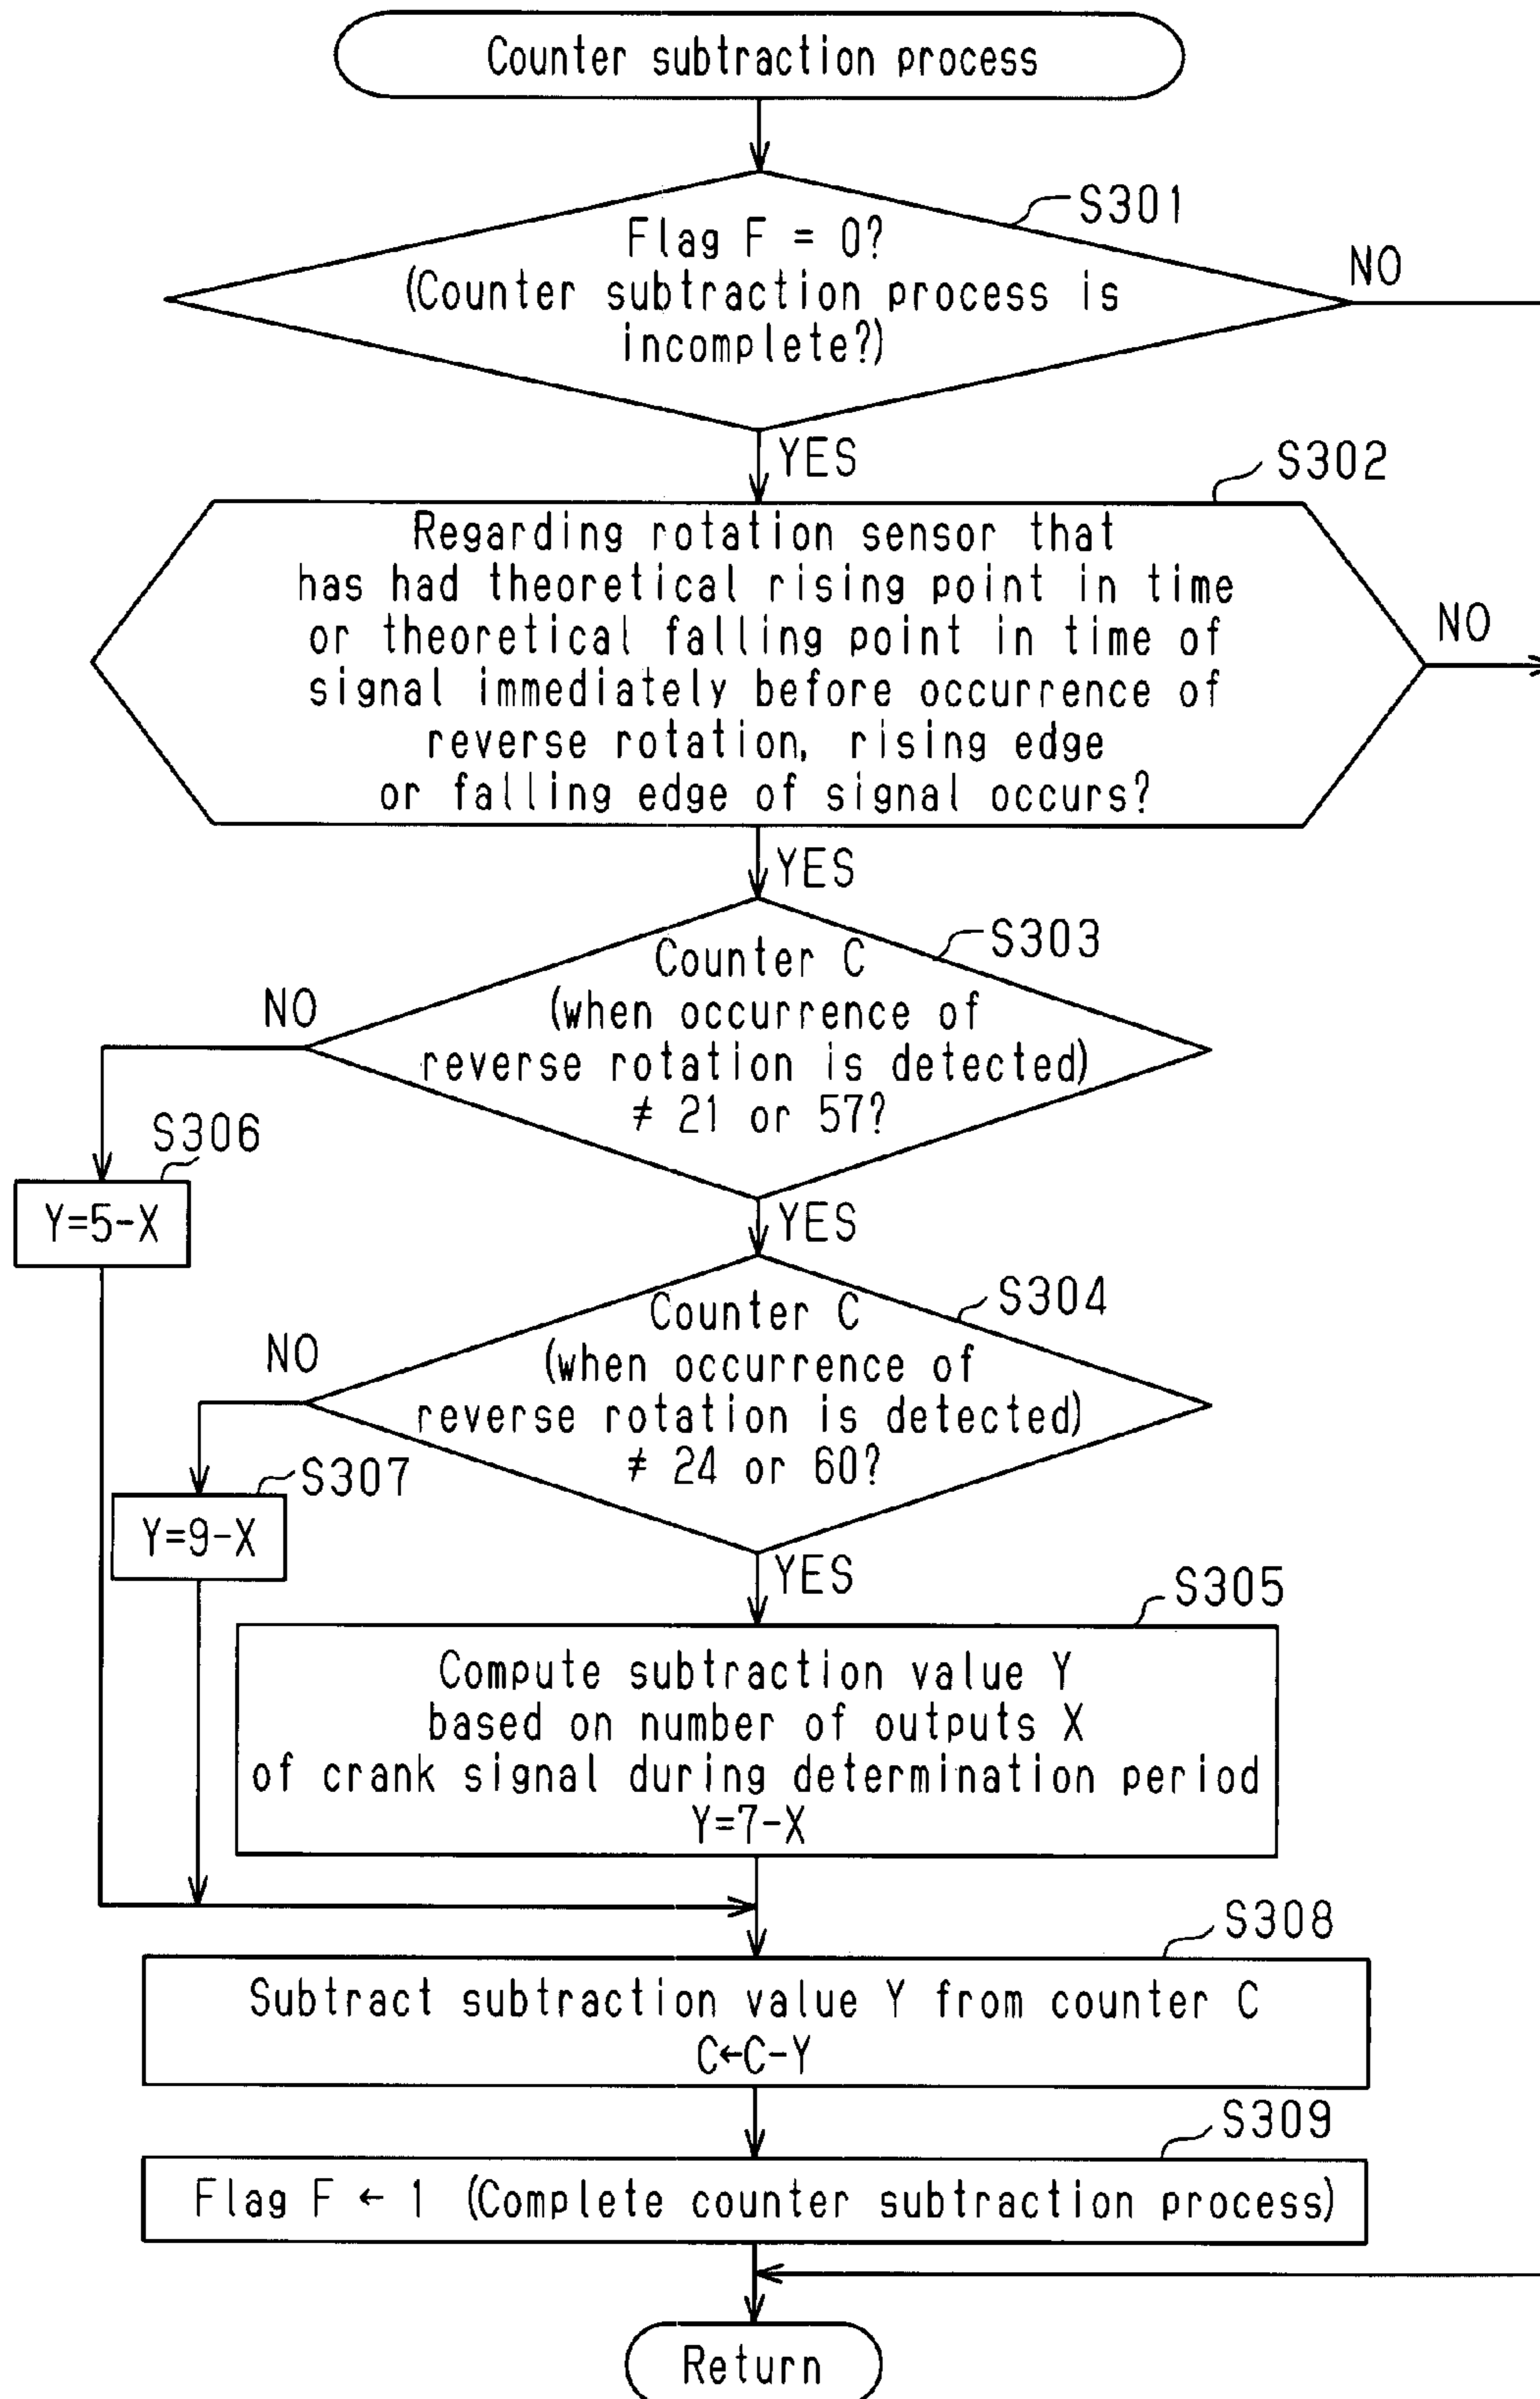 Counter subtraction process
S301
Flag F = 0?
(Counter subtraction process is
incomplete?)
NO
YES
S302
Regarding rotation sensor that
has had theoretical rising point in time
or theoretical falling point in time of
signal immediately before occurrence of
reverse rotation, rising edge
or falling edge of signal occurs?
NO
YES
S303
Counter C
(when occurrence of
reverse rotation is detected)
≠ 21 or 57?
NO
S306
Y=5-X
YES
S304
Counter C
(when occurrence of
reverse rotation is detected)
≠ 24 or 60?
NO
S307
Y=9-X
YES
S305
Compute subtraction value Y
based on number of outputs X
of crank signal during determination period
Y=7-X
S308
Subtract subtraction value Y from counter C
C←C-Y
S309
Flag F ← 1 (Complete counter subtraction process)
Return